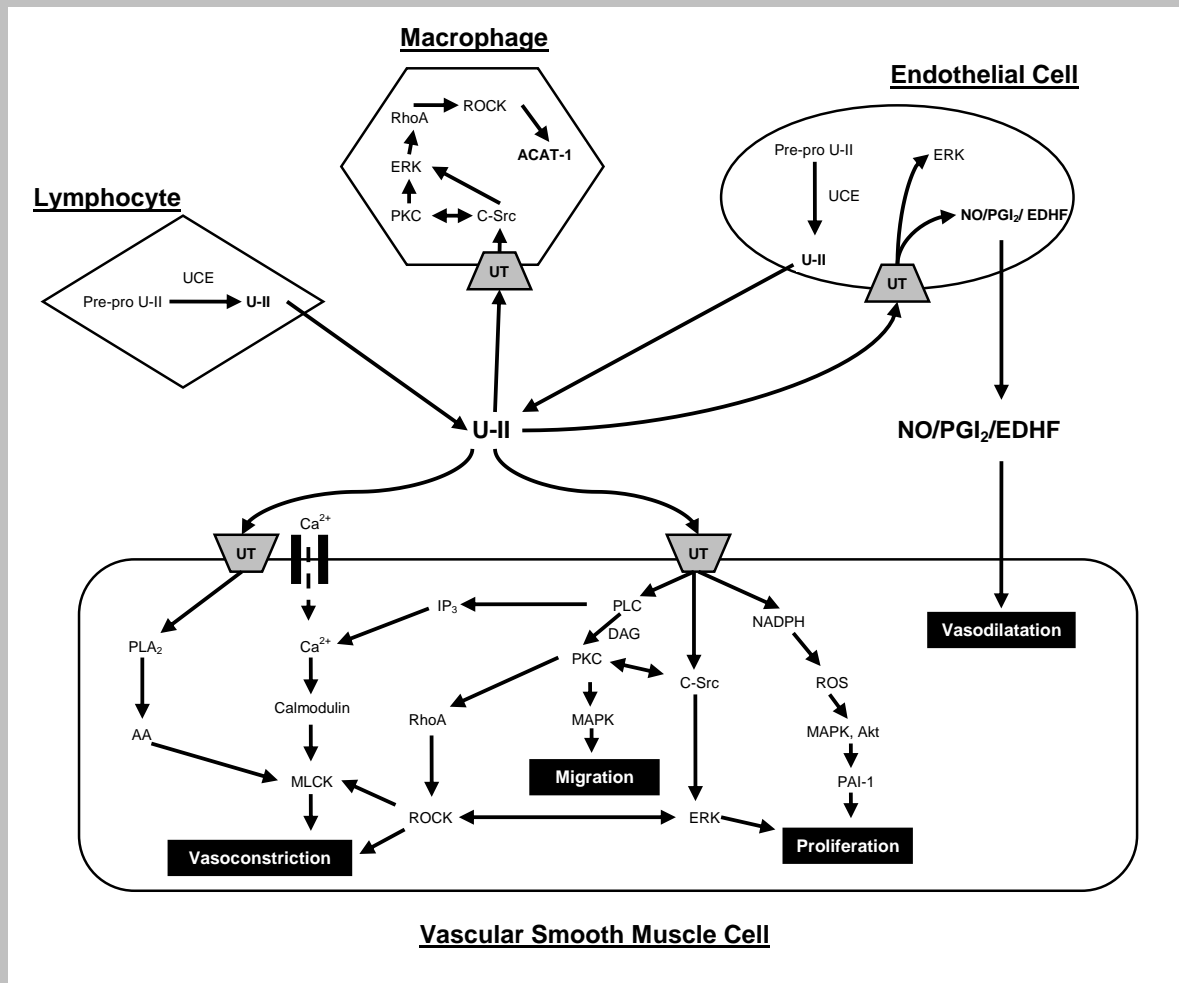 Macrophage
RhoA
ROCK
ACAT-1
ERK
PKC
C-Src
UT
Endothelial Cell
Pre-pro U-II
ERK
UCE
NO/PGI₂/ EDHF
U-II
UT
Lymphocyte
UCE
Pre-pro U-II
U-II
U-II
NO/PGI₂/EDHF
UT
Ca²⁺
UT
IP₃
PLC
NADPH
Vasodilatation
DAG
PLA₂
Ca²⁺
PKC
C-Src
ROS
Calmodulin
RhoA
MAPK
MAPK, Akt
AA
MLCK
Migration
PAI-1
ROCK
ERK
Vasoconstriction
Proliferation
Vascular Smooth Muscle Cell